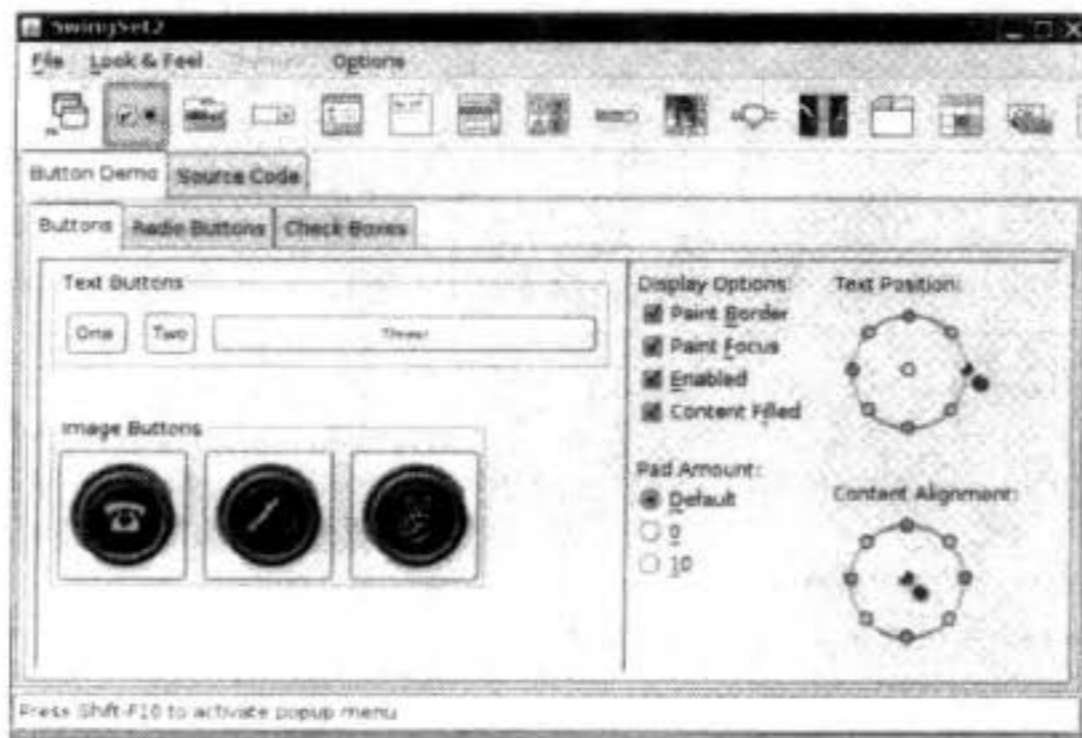 SwingSet2
File Look & Feel Options
Button Demo Source Code
Buttons Radio Buttons Check Boxes
Text Buttons
One Two
Image Buttons
Display Options:
Paint Border
Paint Focus
Enabled
Content Filled
Pad Amount:
Default
0
10
Text Position:
Content Alignment:
Press Shift-F10 to activate popup menu